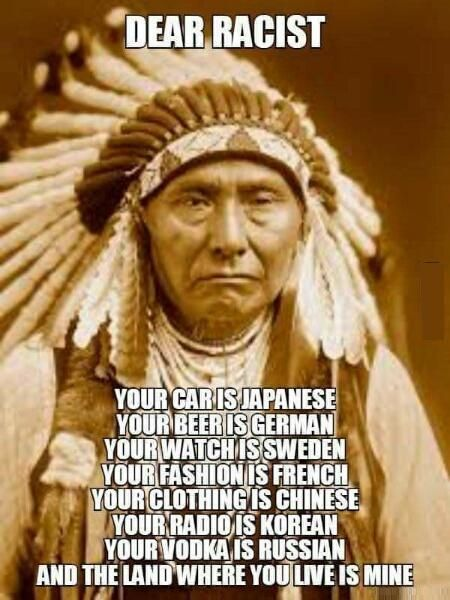 DEAR RACIST
YOUR CAR IS JAPANESE
YOUR BEER IS GERMAN
YOUR WATCH IS SWEDEN
YOUR FASHION IS FRENCH
YOUR CLOTHING IS CHINESE
YOUR RADIO IS KOREAN
YOUR VODKA IS RUSSIAN
AND THE LAND WHERE YOU LIVE IS MINE